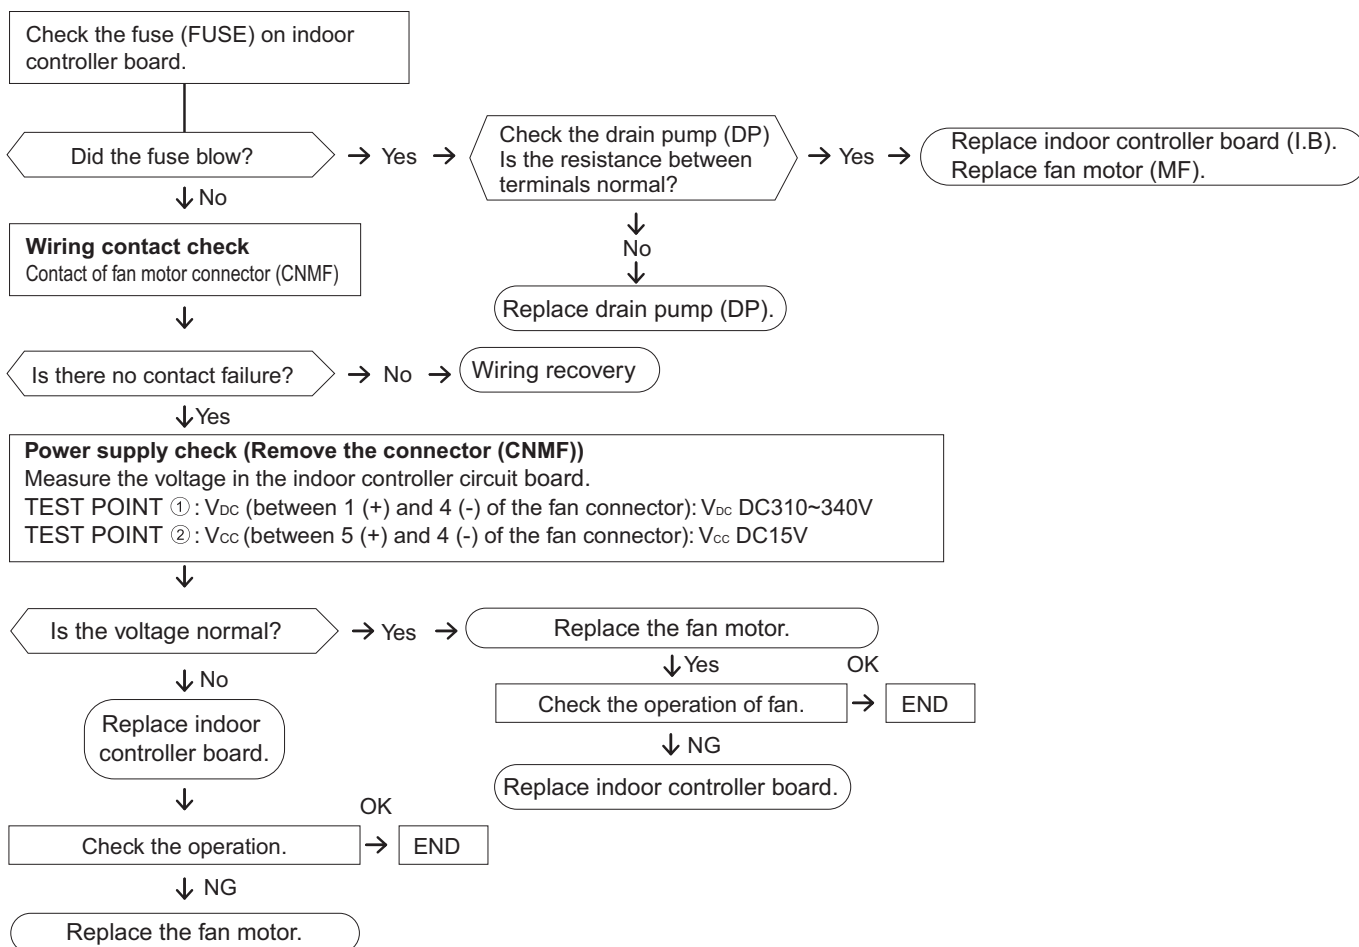 Check the fuse (FUSE) on indoor
controller board.
Did the fuse blow?
→ Yes →
Check the drain pump (DP)
Is the resistance between
terminals normal?
→ Yes →
Replace indoor controller board (I.B).
Replace fan motor (MF).
↓ No
↓
No
↓
Replace drain pump (DP).
Wiring contact check
Contact of fan motor connector (CNMF)
↓
Is there no contact failure?
→ No →
Wiring recovery
↓ Yes
Power supply check (Remove the connector (CNMF))
Measure the voltage in the indoor controller circuit board.
TEST POINT ①: VDC (between 1 (+) and 4 (-) of the fan connector): VDC DC310~340V
TEST POINT ②: VCC (between 5 (+) and 4 (-) of the fan connector): VCC DC15V
↓
Is the voltage normal?
→ Yes →
Replace the fan motor.
↓ Yes
Check the operation of fan.
OK
→
END
↓ NG
Replace indoor controller board.
↓ No
Replace indoor
controller board.
↓
Check the operation.
OK
→
END
↓ NG
Replace the fan motor.